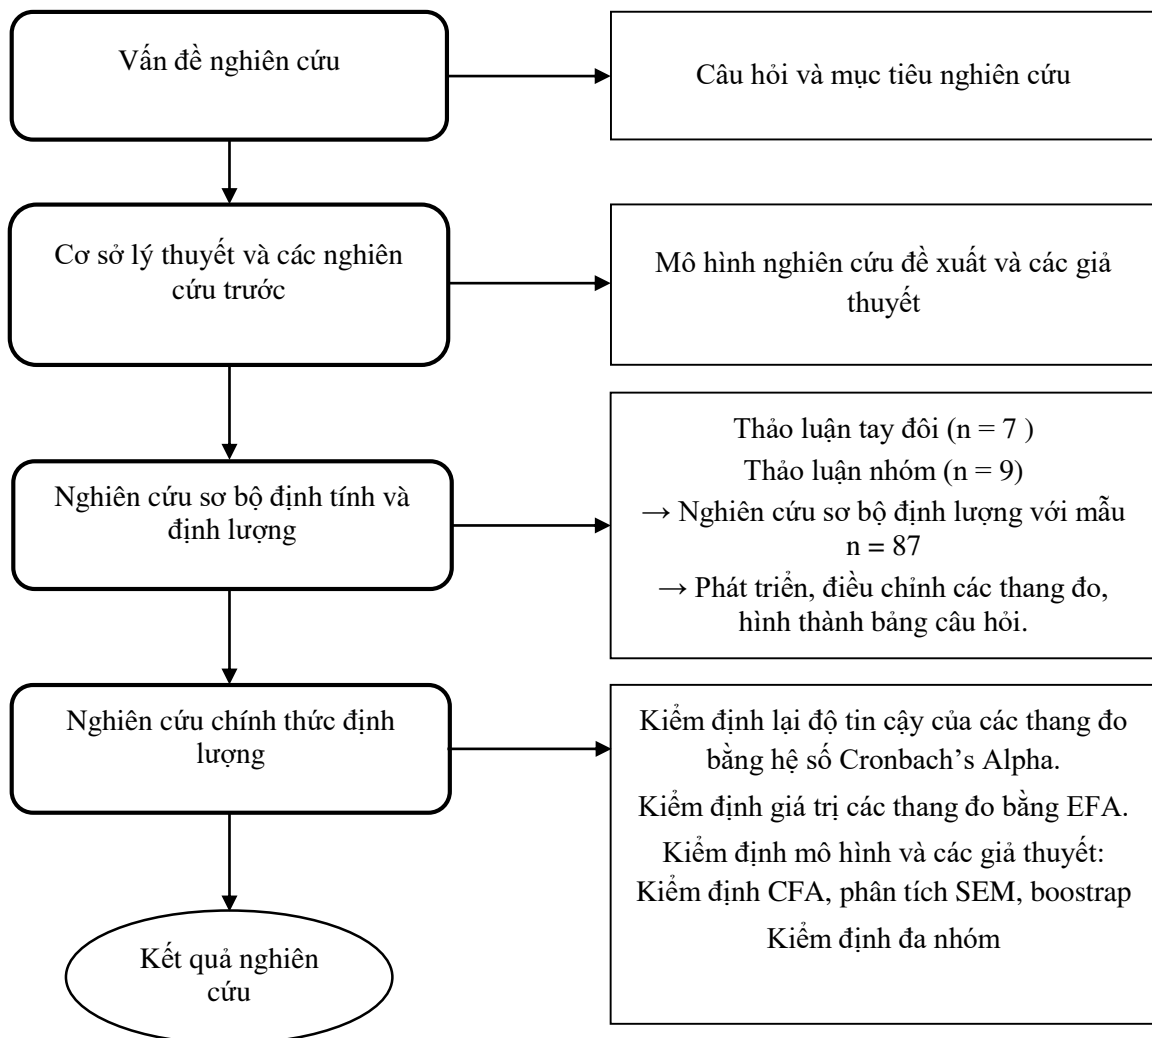 Vấn đề nghiên cứu
Câu hỏi và mục tiêu nghiên cứu
Cơ sở lý thuyết và các nghiên
cứu trước
Mô hình nghiên cứu đề xuất và các giả
thuyết
Nghiên cứu sơ bộ định tính và
định lượng
Thảo luận tay đôi (n = 7 )
Thảo luận nhóm (n = 9)
→ Nghiên cứu sơ bộ định lượng với mẫu
n = 87
→ Phát triển, điều chỉnh các thang đo,
hình thành bảng câu hỏi.
Nghiên cứu chính thức định
lượng
Kiểm định lại độ tin cậy của các thang đo
bằng hệ số Cronbach’s Alpha.
Kiểm định giá trị các thang đo bằng EFA.
Kiểm định mô hình và các giả thuyết:
Kiểm định CFA, phân tích SEM, boostrap
Kiểm định đa nhóm
Kết quả nghiên
cứu